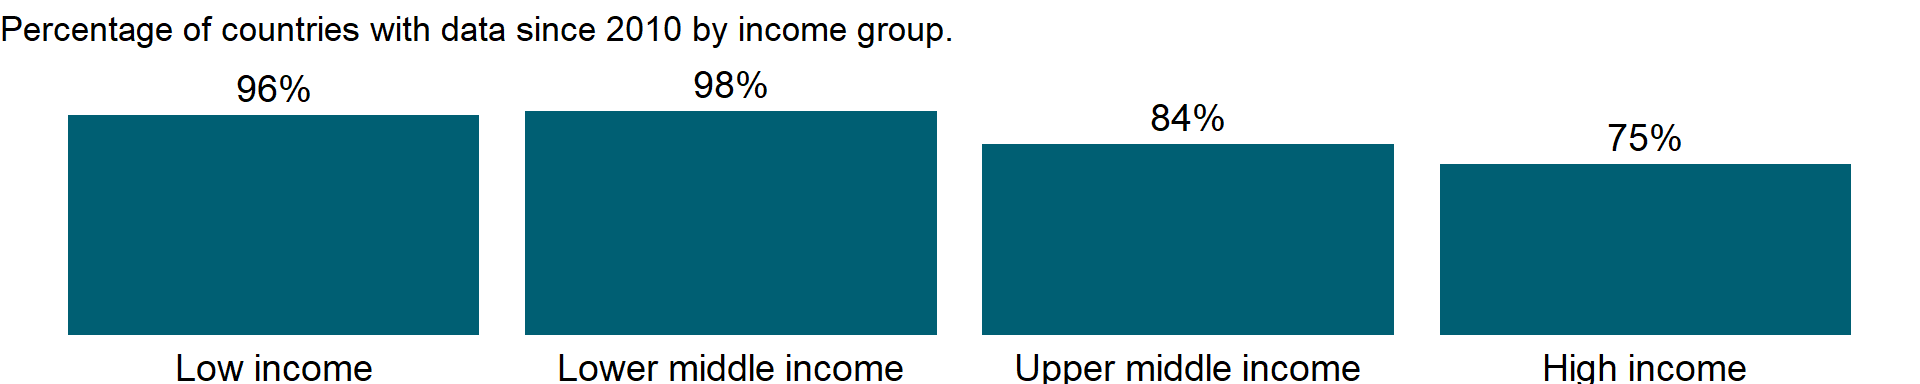 Percentage of countries with data since 2010 by income group.
96%
98%
84%
75%
Low income
Lower middle income
Upper middle income
High income